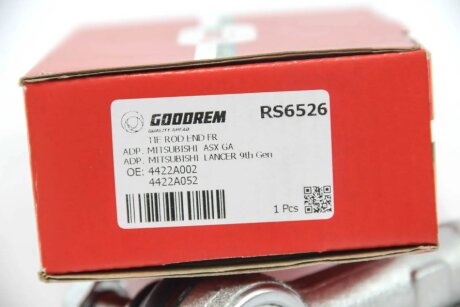 GOODREM
QUALITY AHEAD
RS6526
TIE ROD END FR
ADP. MITSUBISHI ASX GA
ADP. MITSUBISHI LANCER 9th Gen
OE: 4422A002
4422A052
1 Pcs